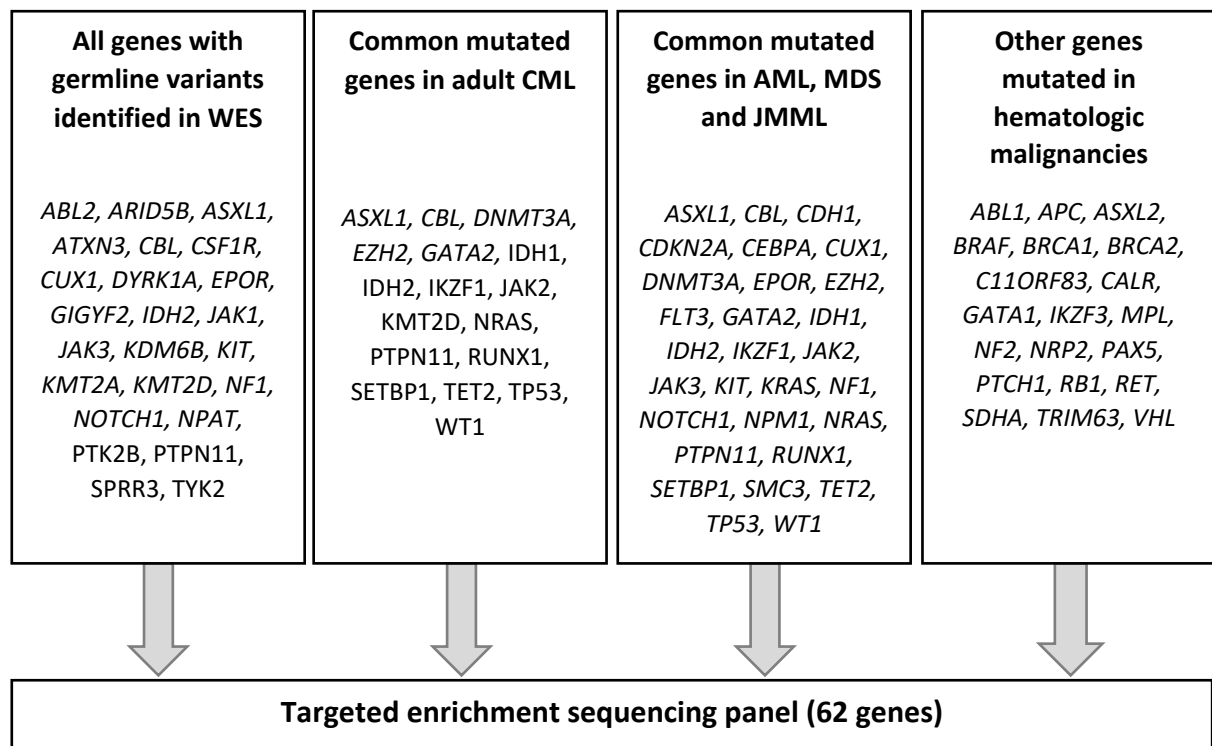 All genes with
germline variants
identified in WES
ABL2, ARID5B, ASXL1,
ATXN3, CBL, CSF1R,
CUX1, DYRK1A, EPOR,
GIGYF2, IDH2, JAK1,
JAK3, KDM6B, KIT,
KMT2A, KMT2D, NF1,
NOTCH1, NPAT,
PTK2B, PTPN11,
SPRR3, TYK2
Common mutated
genes in adult CML
ASXL1, CBL, DNMT3A,
EZH2, GATA2, IDH1,
IDH2, IKZF1, JAK2,
KMT2D, NRAS,
PTPN11, RUNX1,
SETBP1, TET2, TP53,
WT1
Common mutated
genes in AML, MDS
and JMML
ASXL1, CBL, CDH1,
CDKN2A, CEBPA, CUX1,
DNMT3A, EPOR, EZH2,
FLT3, GATA2, IDH1,
IDH2, IKZF1, JAK2,
JAK3, KIT, KRAS, NF1,
NOTCH1, NPM1, NRAS,
PTPN11, RUNX1,
SETBP1, SMC3, TET2,
TP53, WT1
Other genes
mutated in
hematologic
malignancies
ABL1, APC, ASXL2,
BRAF, BRCA1, BRCA2,
C11ORF83, CALR,
GATA1, IKZF3, MPL,
NF2, NRP2, PAX5,
PTCH1, RB1, RET,
SDHA, TRIM63, VHL
Targeted enrichment sequencing panel (62 genes)